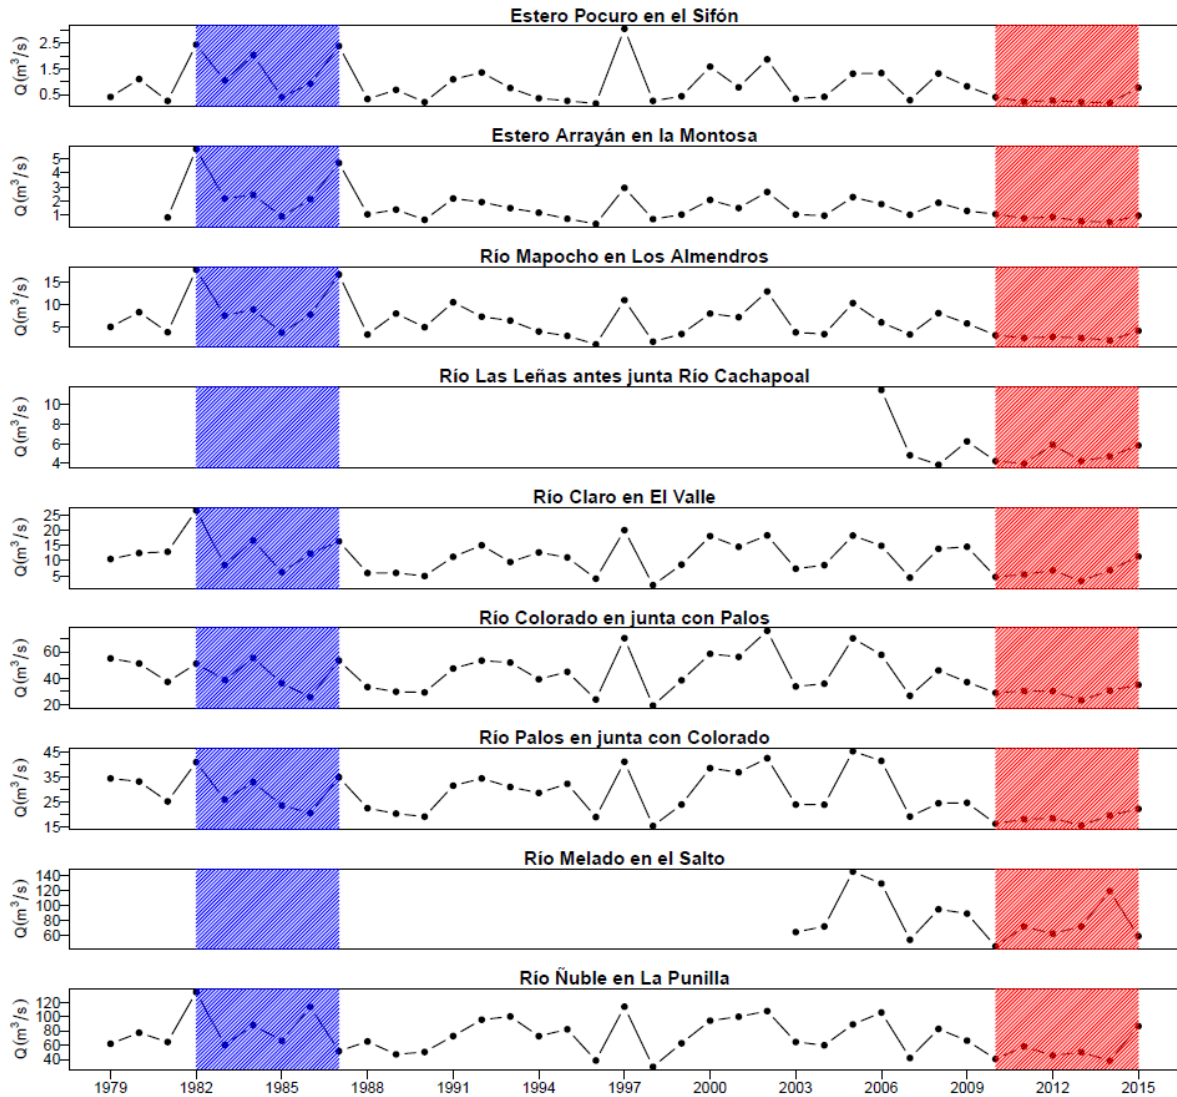 Estero Pocuro en el Sifón
Q(m³/s)
2.5
1.5
0.5
Estero Arrayán en la Montosa
Q(m³/s)
5
4
3
2
1
Río Mapocho en Los Almendros
Q(m³/s)
15
10
5
Río Las Leñas antes junta Río Cachapoal
Q(m³/s)
10
8
6
4
Río Claro en El Valle
Q(m³/s)
25
20
15
10
5
Río Colorado en junta con Palos
Q(m³/s)
60
40
20
Río Palos en junta con Colorado
Q(m³/s)
45
35
25
15
Río Melado en el Salto
Q(m³/s)
140
120
100
80
60
Río Ñuble en La Punilla
Q(m³/s)
120
100
80
60
40
1979 1982 1985 1988 1991 1994 1997 2000 2003 2006 2009 2012 2015